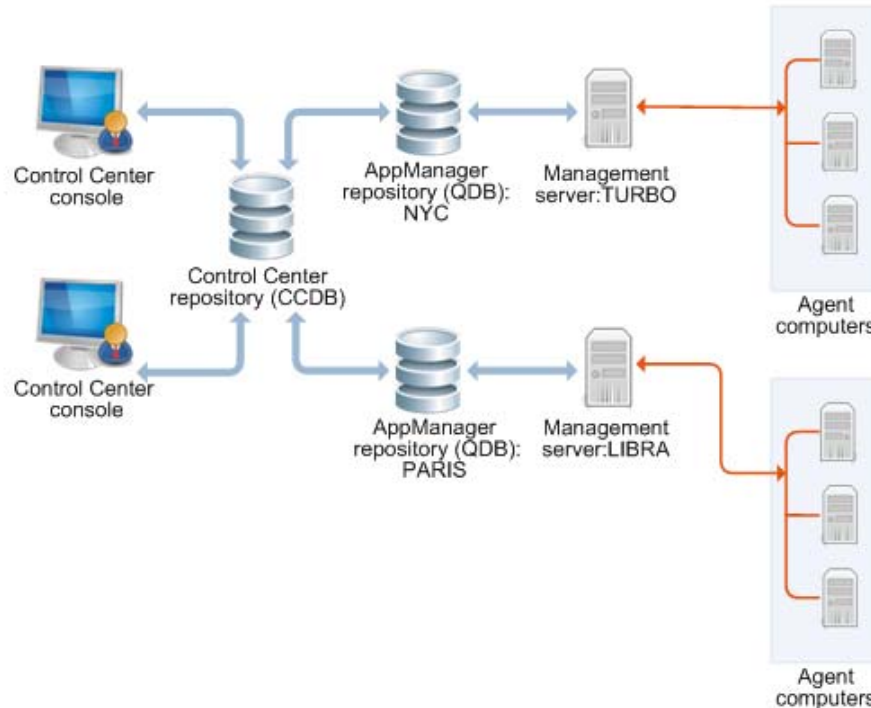 Control Center
console
Control Center
repository (CCDB)
AppManager
repository (QDB):
NYC
Management
server:TURBO
Agent
computers
Control Center
console
AppManager
repository (QDB):
PARIS
Management
server:LIBRA
Agent
computers